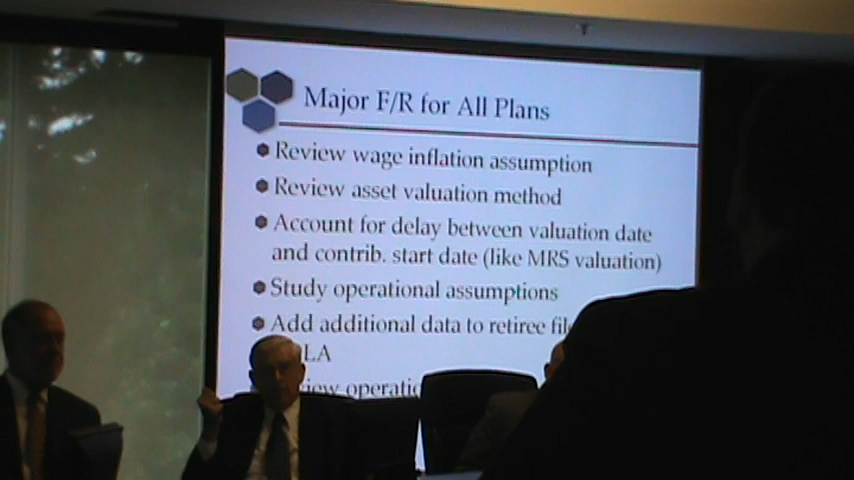 Major F/R for All Plans
Review wage inflation assumption
Review asset valuation method
Account for delay between valuation date
and contrib. start date (like MRS valuation)
Study operational assumptions
Add additional data to retiree
LA